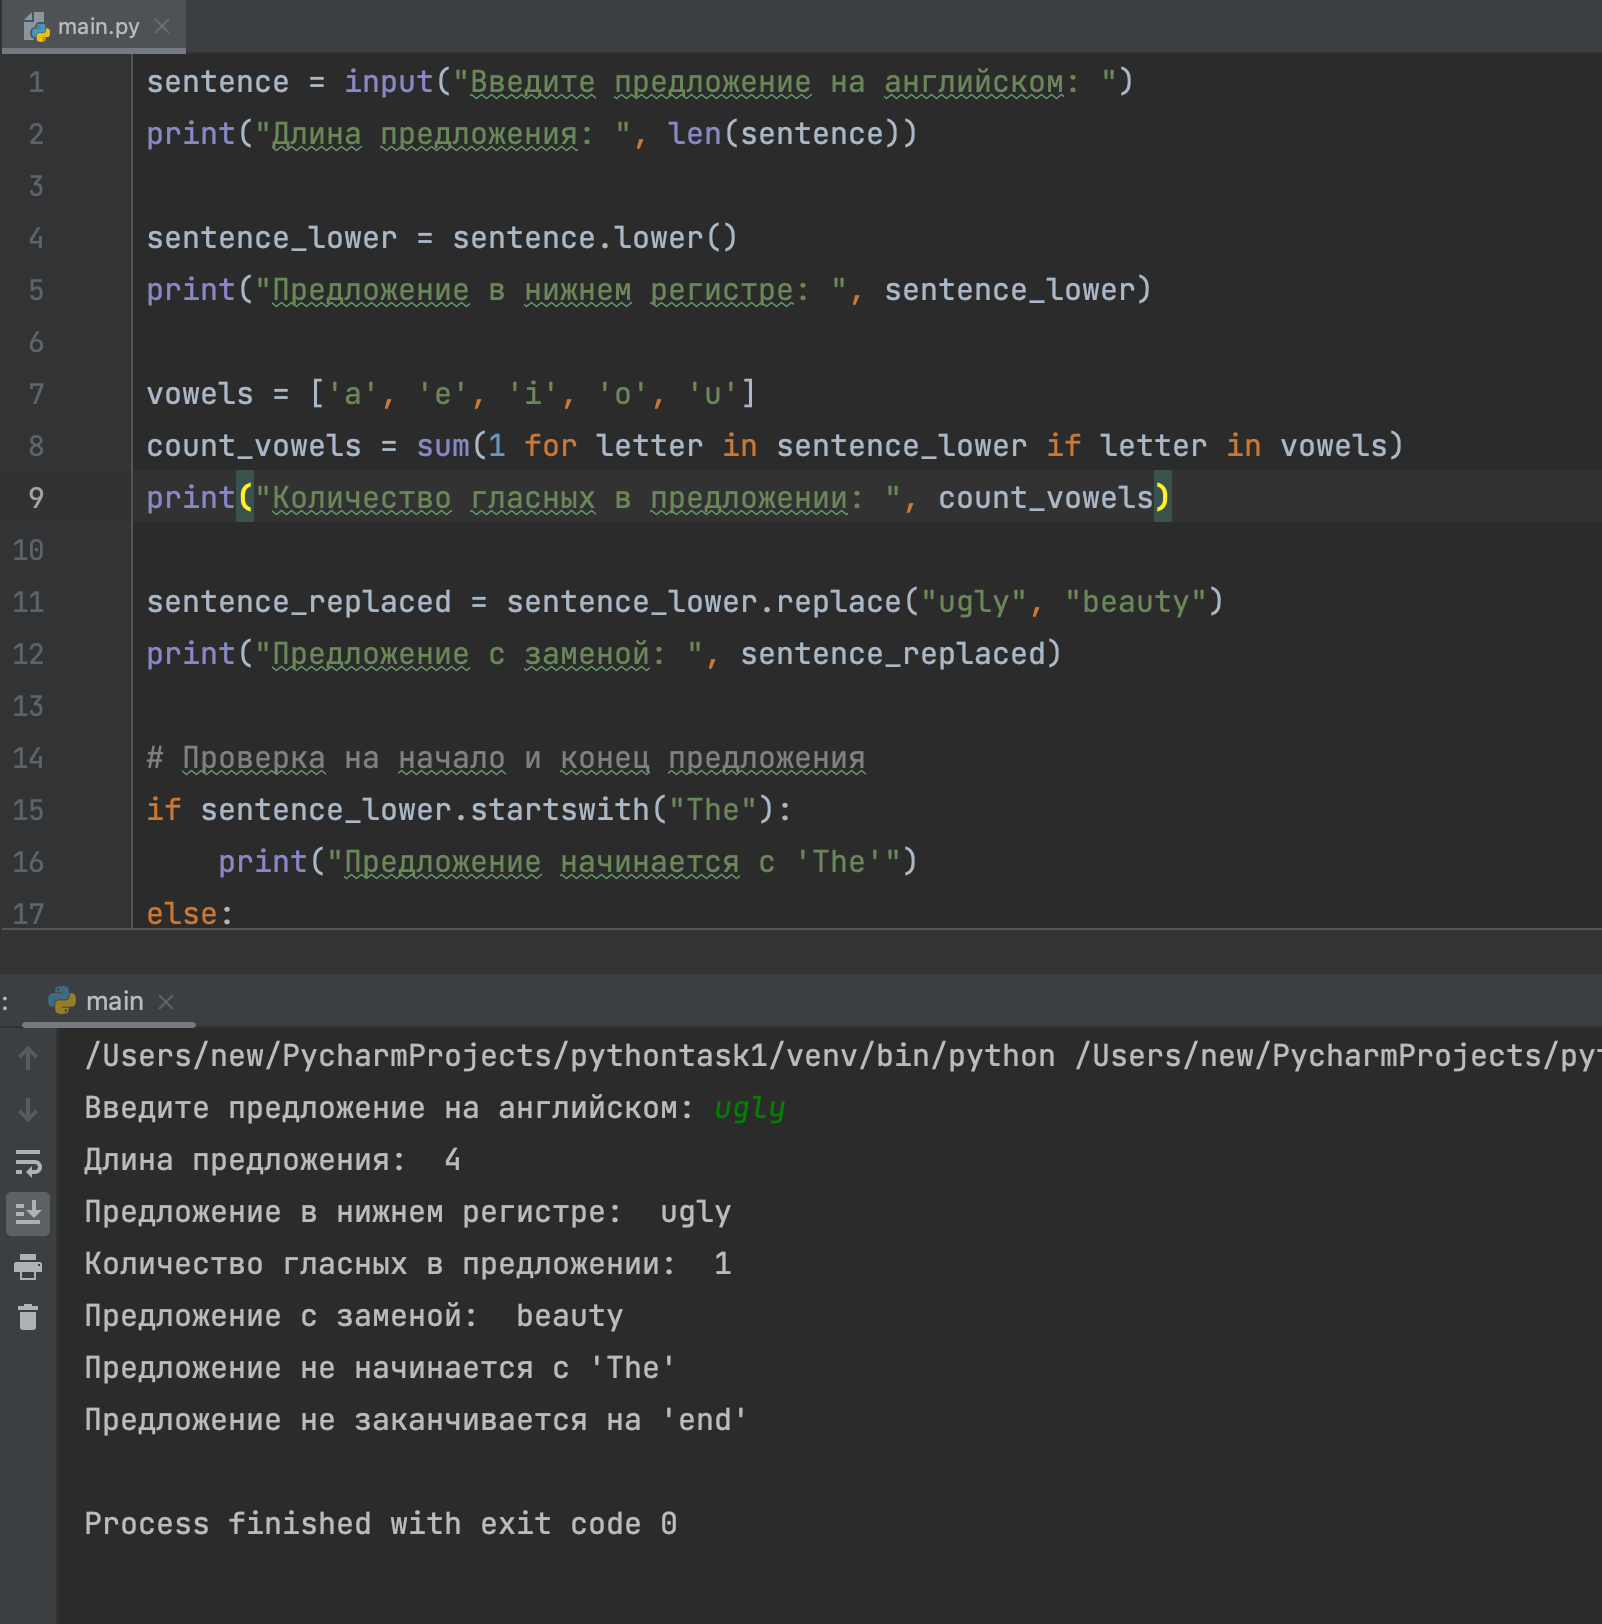 main.py
1 sentence = input("Введите предложение на английском: ")
2 print("Длина предложения: ", len(sentence))
3
4 sentence_lower = sentence.lower()
5 print("Предложение в нижнем регистре: ", sentence_lower)
6
7 vowels = ['a', 'e', 'i', 'o', 'u']
8 count_vowels = sum(1 for letter in sentence_lower if letter in vowels)
9 print("Количество гласных в предложении: ", count_vowels)
10
11 sentence_replaced = sentence_lower.replace("ugly", "beauty")
12 print("Предложение с заменой: ", sentence_replaced)
13
14 # Проверка на начало и конец предложения
15 if sentence_lower.startswith("The"):
16     print("Предложение начинается с 'The'")
17 else:
: main
/Users/new/PycharmProjects/pythontask1/venv/bin/python /Users/new/PycharmProjects/pyt
Введите предложение на английском: ugly
Длина предложения:  4
Предложение в нижнем регистре:  ugly
Количество гласных в предложении:  1
Предложение с заменой:  beauty
Предложение не начинается с 'The'
Предложение не заканчивается на 'end'
Process finished with exit code 0